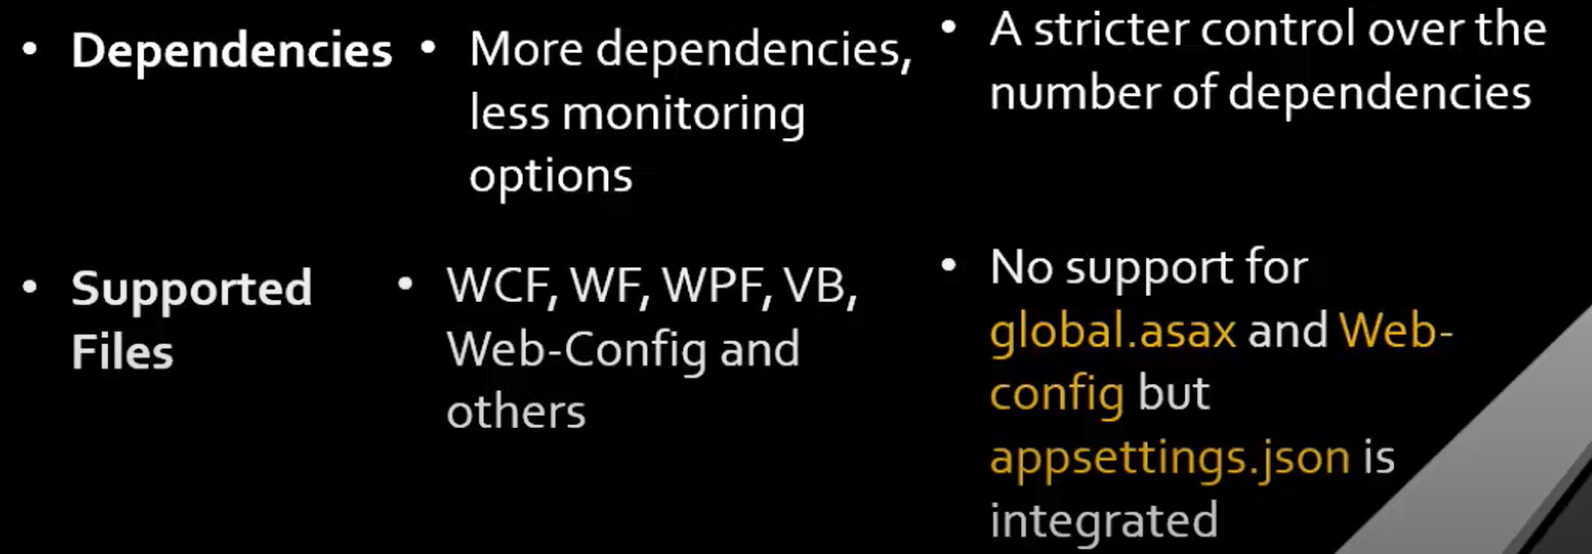 • Dependencies
• More dependencies,
less monitoring
options
• A stricter control over the
number of dependencies
• Supported
Files
• WCF, WF, WPF, VB,
Web-Config and
others
• No support for
global.asax and Web-
config but
appsettings.json is
integrated